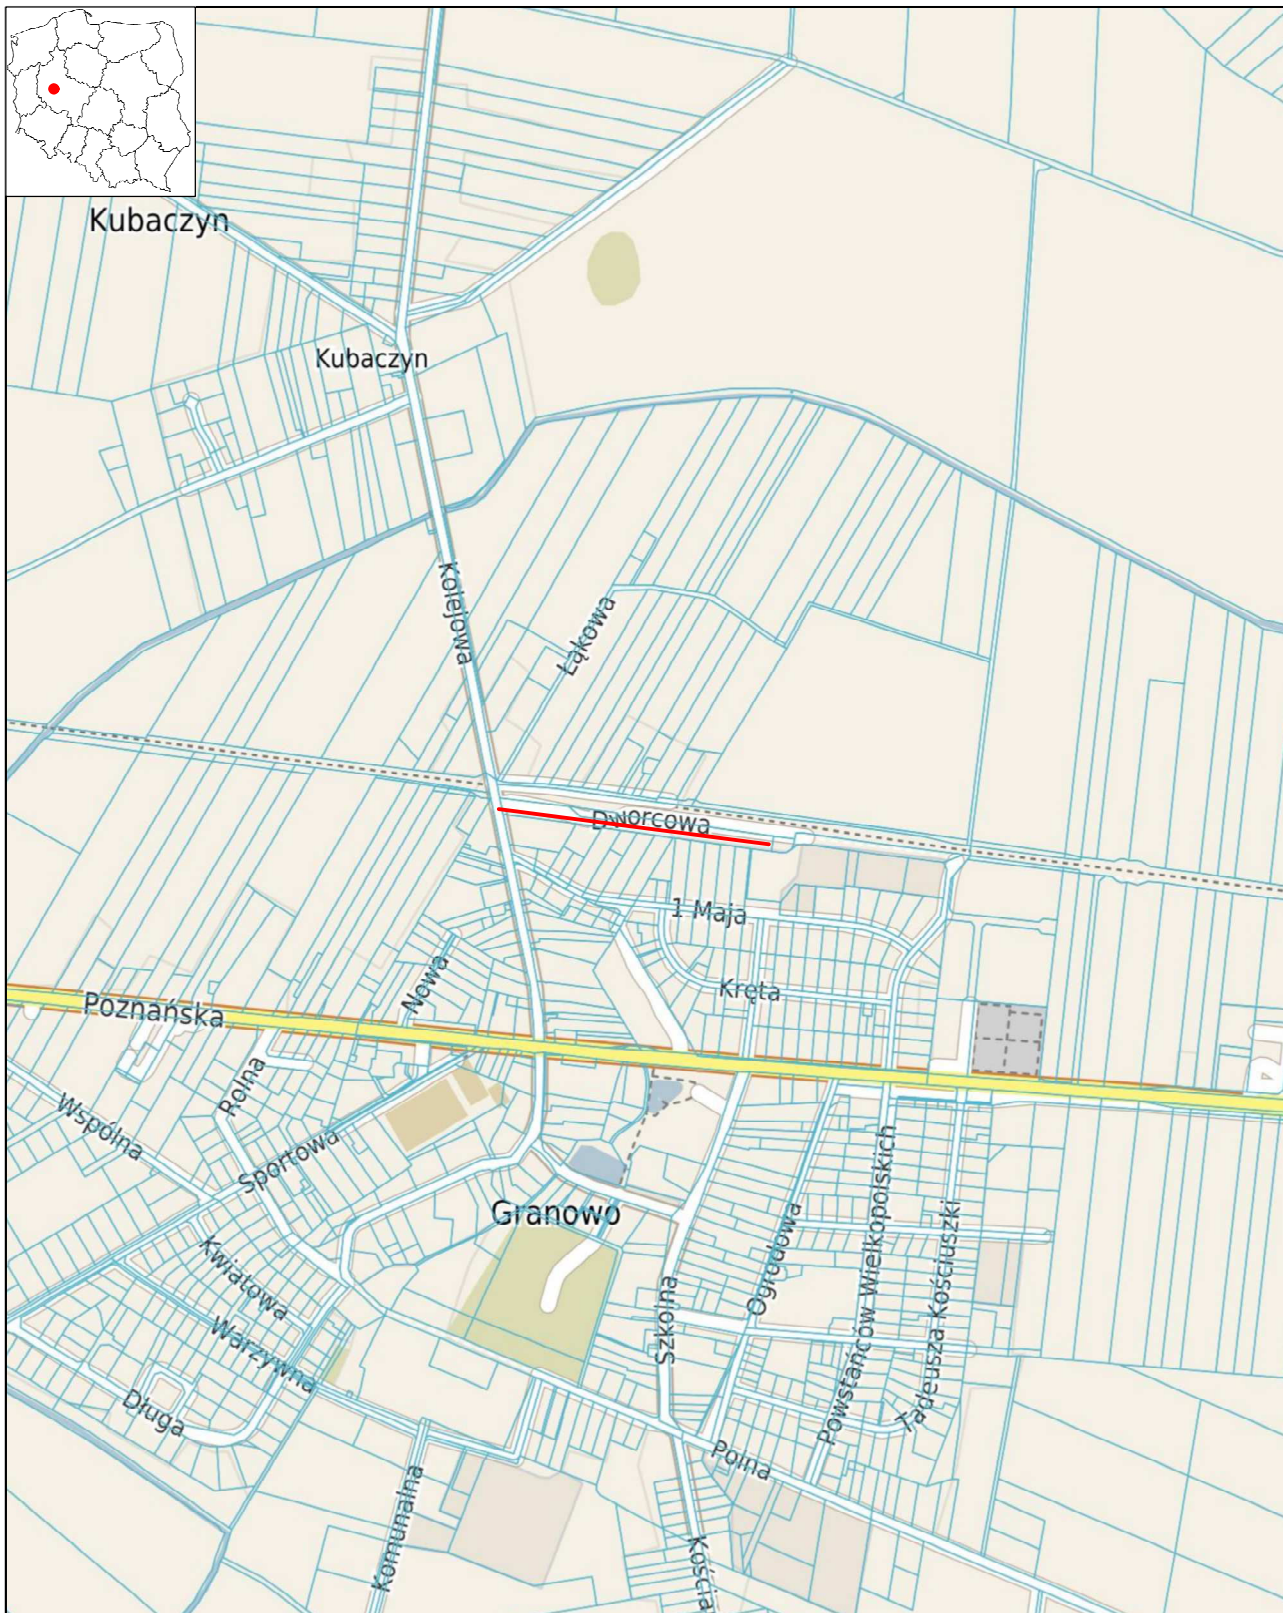 Kubaczyn
Kubaczyn
Kolejowa
Łąkowa
Dworcowa
1 Maja
Nowa
Kręta
Poznańska
Rolna
Wspólna
Sportowa
Powstańców Wielkopolskich
Granowo
Ogrodowa
Tadeusza Kościuszki
Kwiatowa
Szkolna
Warzywna
Długa
Polna
Komunalna
Kościa